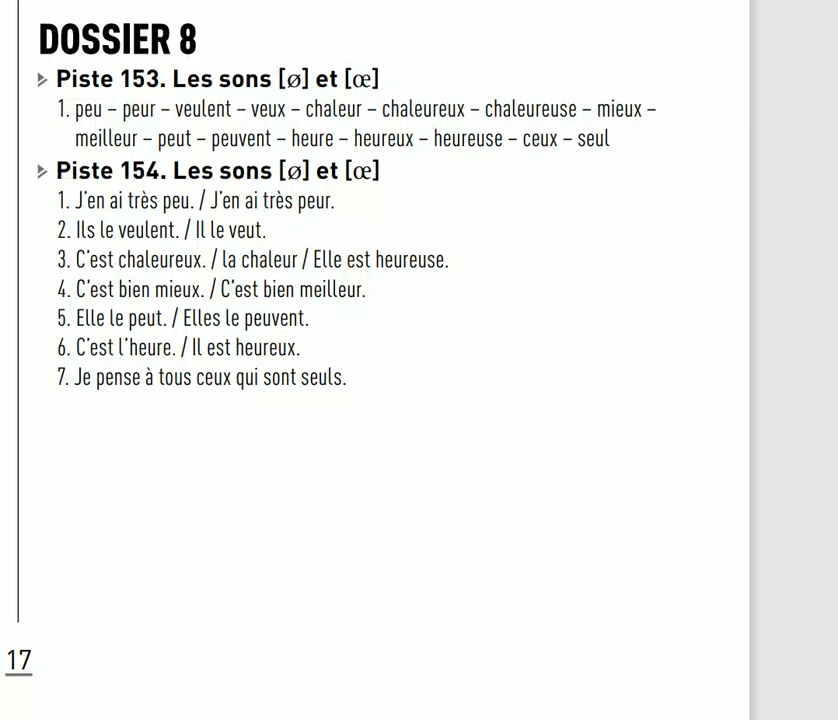 DOSSIER 8
Piste 153. Les sons [ø] et [œ]
1. peu – peur – veulent – veux – chaleur – chaleureux – chaleureuse – mieux –
meilleur – peut – peuvent – heure – heureux – heureuse – ceux – seul
Piste 154. Les sons [ø] et [œ]
1. J'en ai très peu. / J'en ai très peur.
2. Ils le veulent. / Il le veut.
3. C'est chaleureux. / la chaleur / Elle est heureuse.
4. C'est bien mieux. / C'est bien meilleur.
5. Elle le peut. / Elles le peuvent.
6. C'est l'heure. / Il est heureux.
7. Je pense à tous ceux qui sont seuls.
17